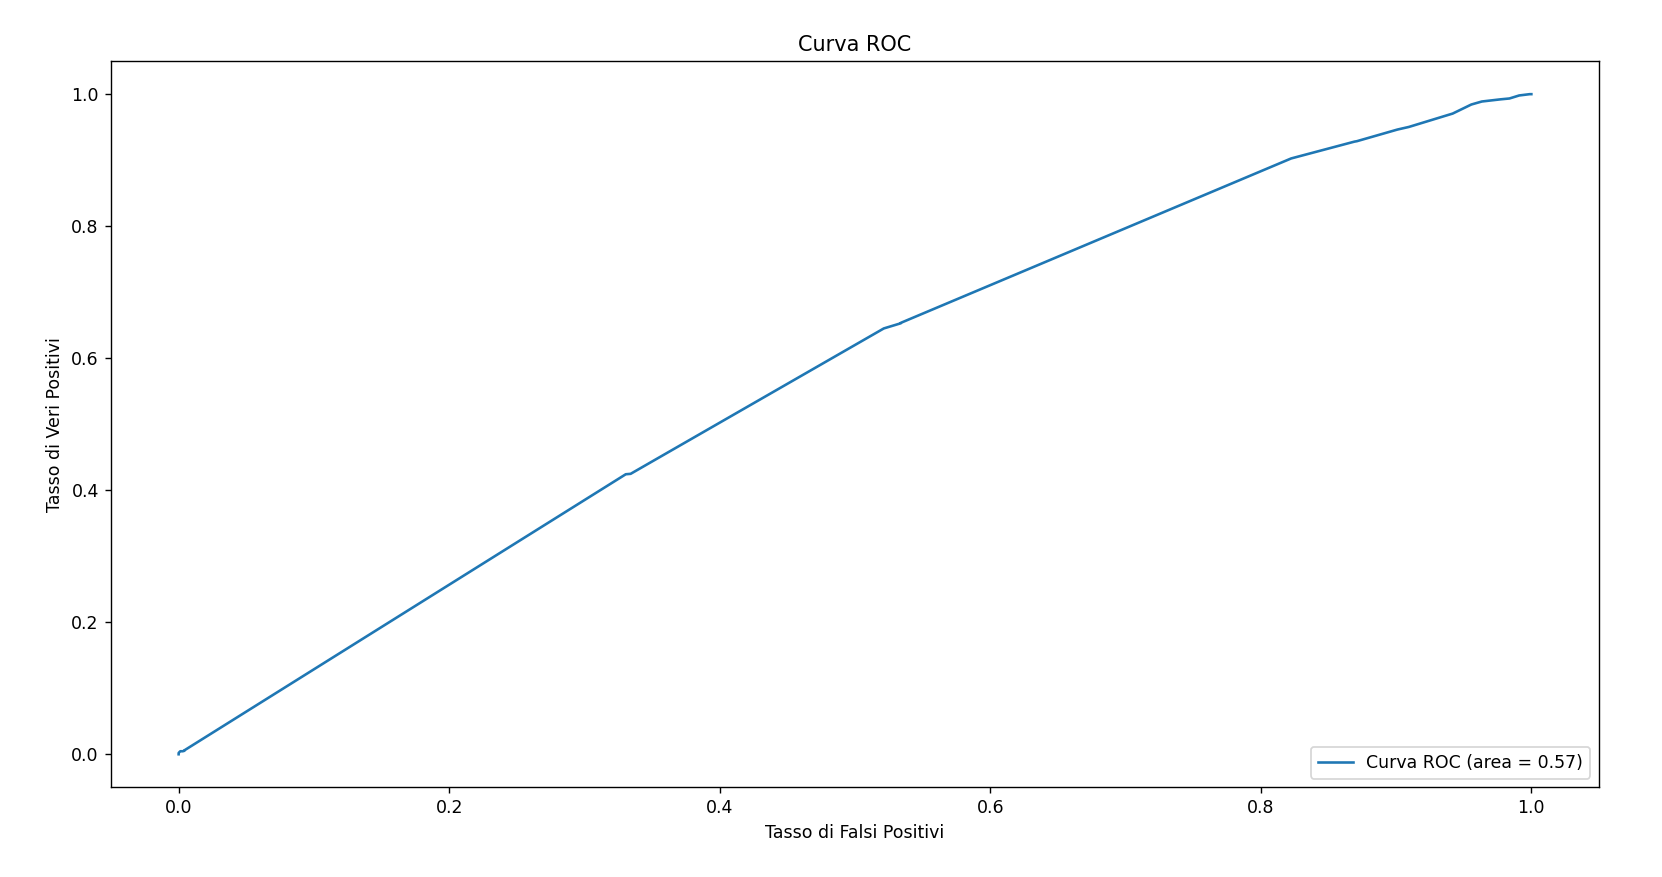 Curva ROC
1.0
0.8
0.6
0.4
0.2
0.0
Tasso di Veri Positivi
Curva ROC (area = 0.57)
0.0 0.2 0.4 0.6 0.8 1.0
Tasso di Falsi Positivi